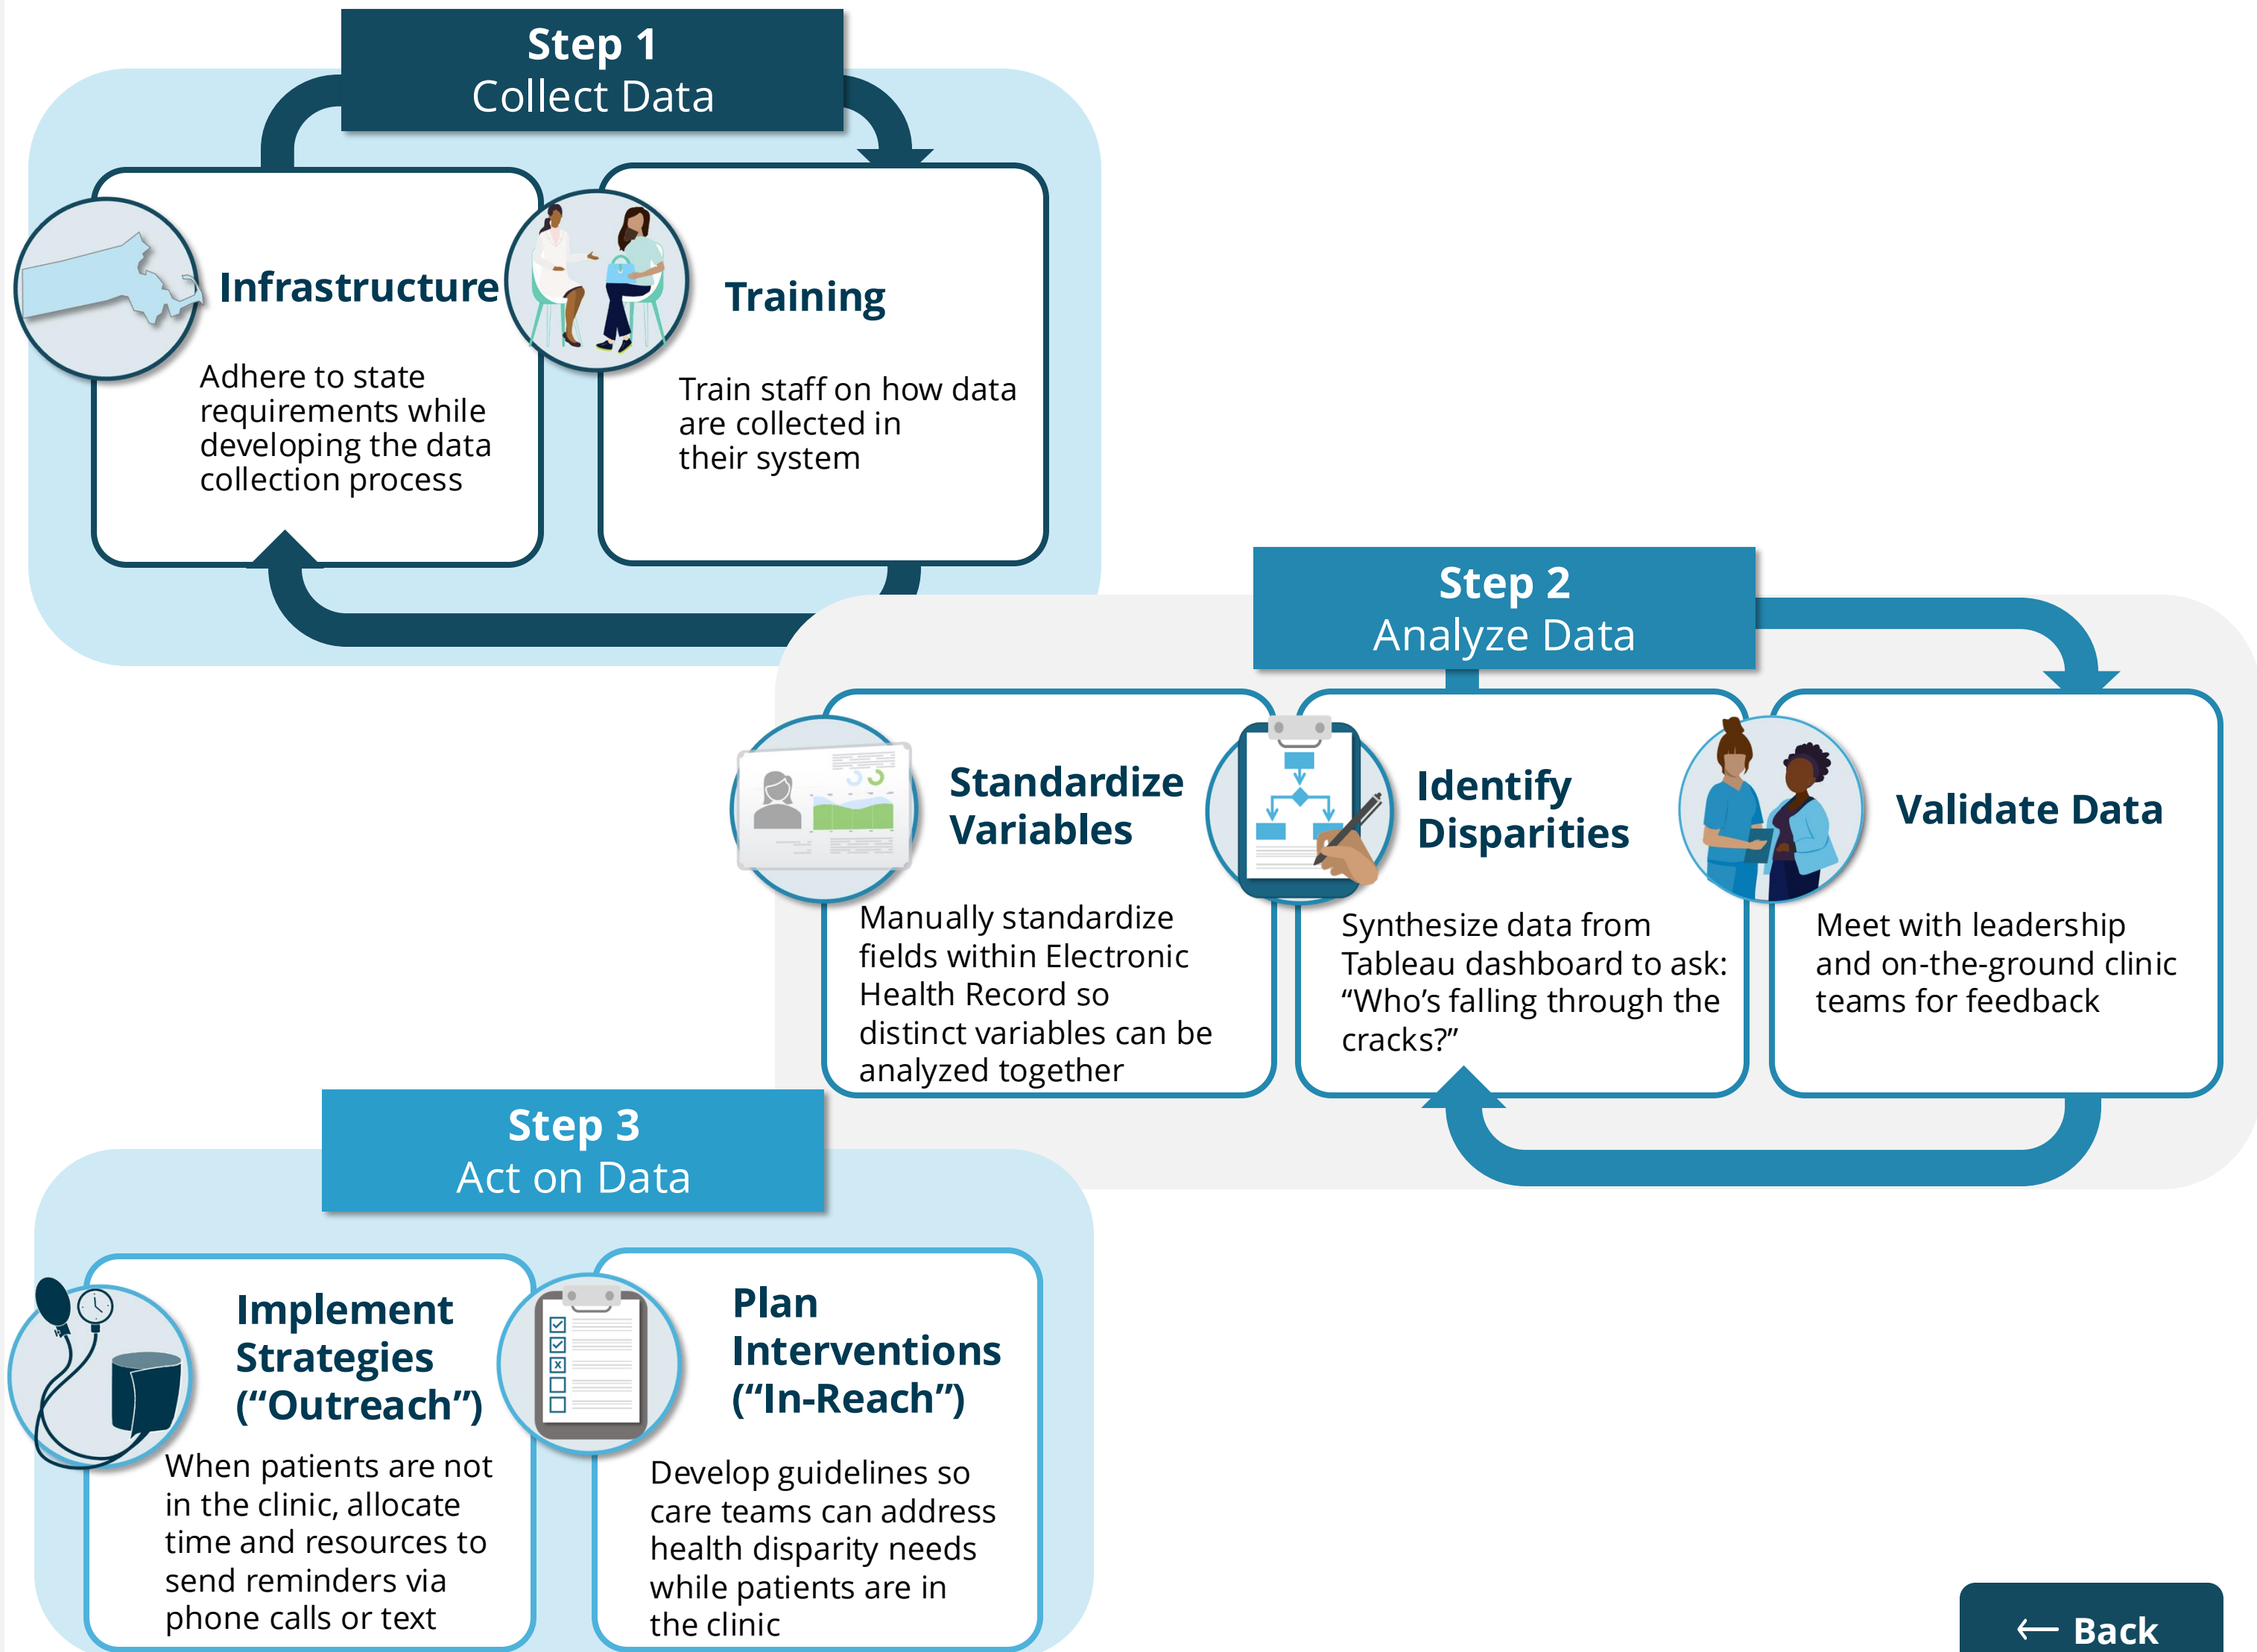 Step 1
Collect Data
Infrastructure
Adhere to state
requirements while
developing the data
collection process
Training
Train staff on how data
are collected in
their system
Step 2
Analyze Data
Standardize
Variables
Manually standardize
fields within Electronic
Health Record so
distinct variables can be
analyzed together
Identify
Disparities
Synthesize data from
Tableau dashboard to ask:
“Who’s falling through the
cracks?”
Validate Data
Meet with leadership
and on-the-ground clinic
teams for feedback
Step 3
Act on Data
Implement
Strategies
(“Outreach”)
When patients are not
in the clinic, allocate
time and resources to
send reminders via
phone calls or text
Plan
Interventions
(“In-Reach”)
Develop guidelines so
care teams can address
health disparity needs
while patients are in
the clinic
← Back